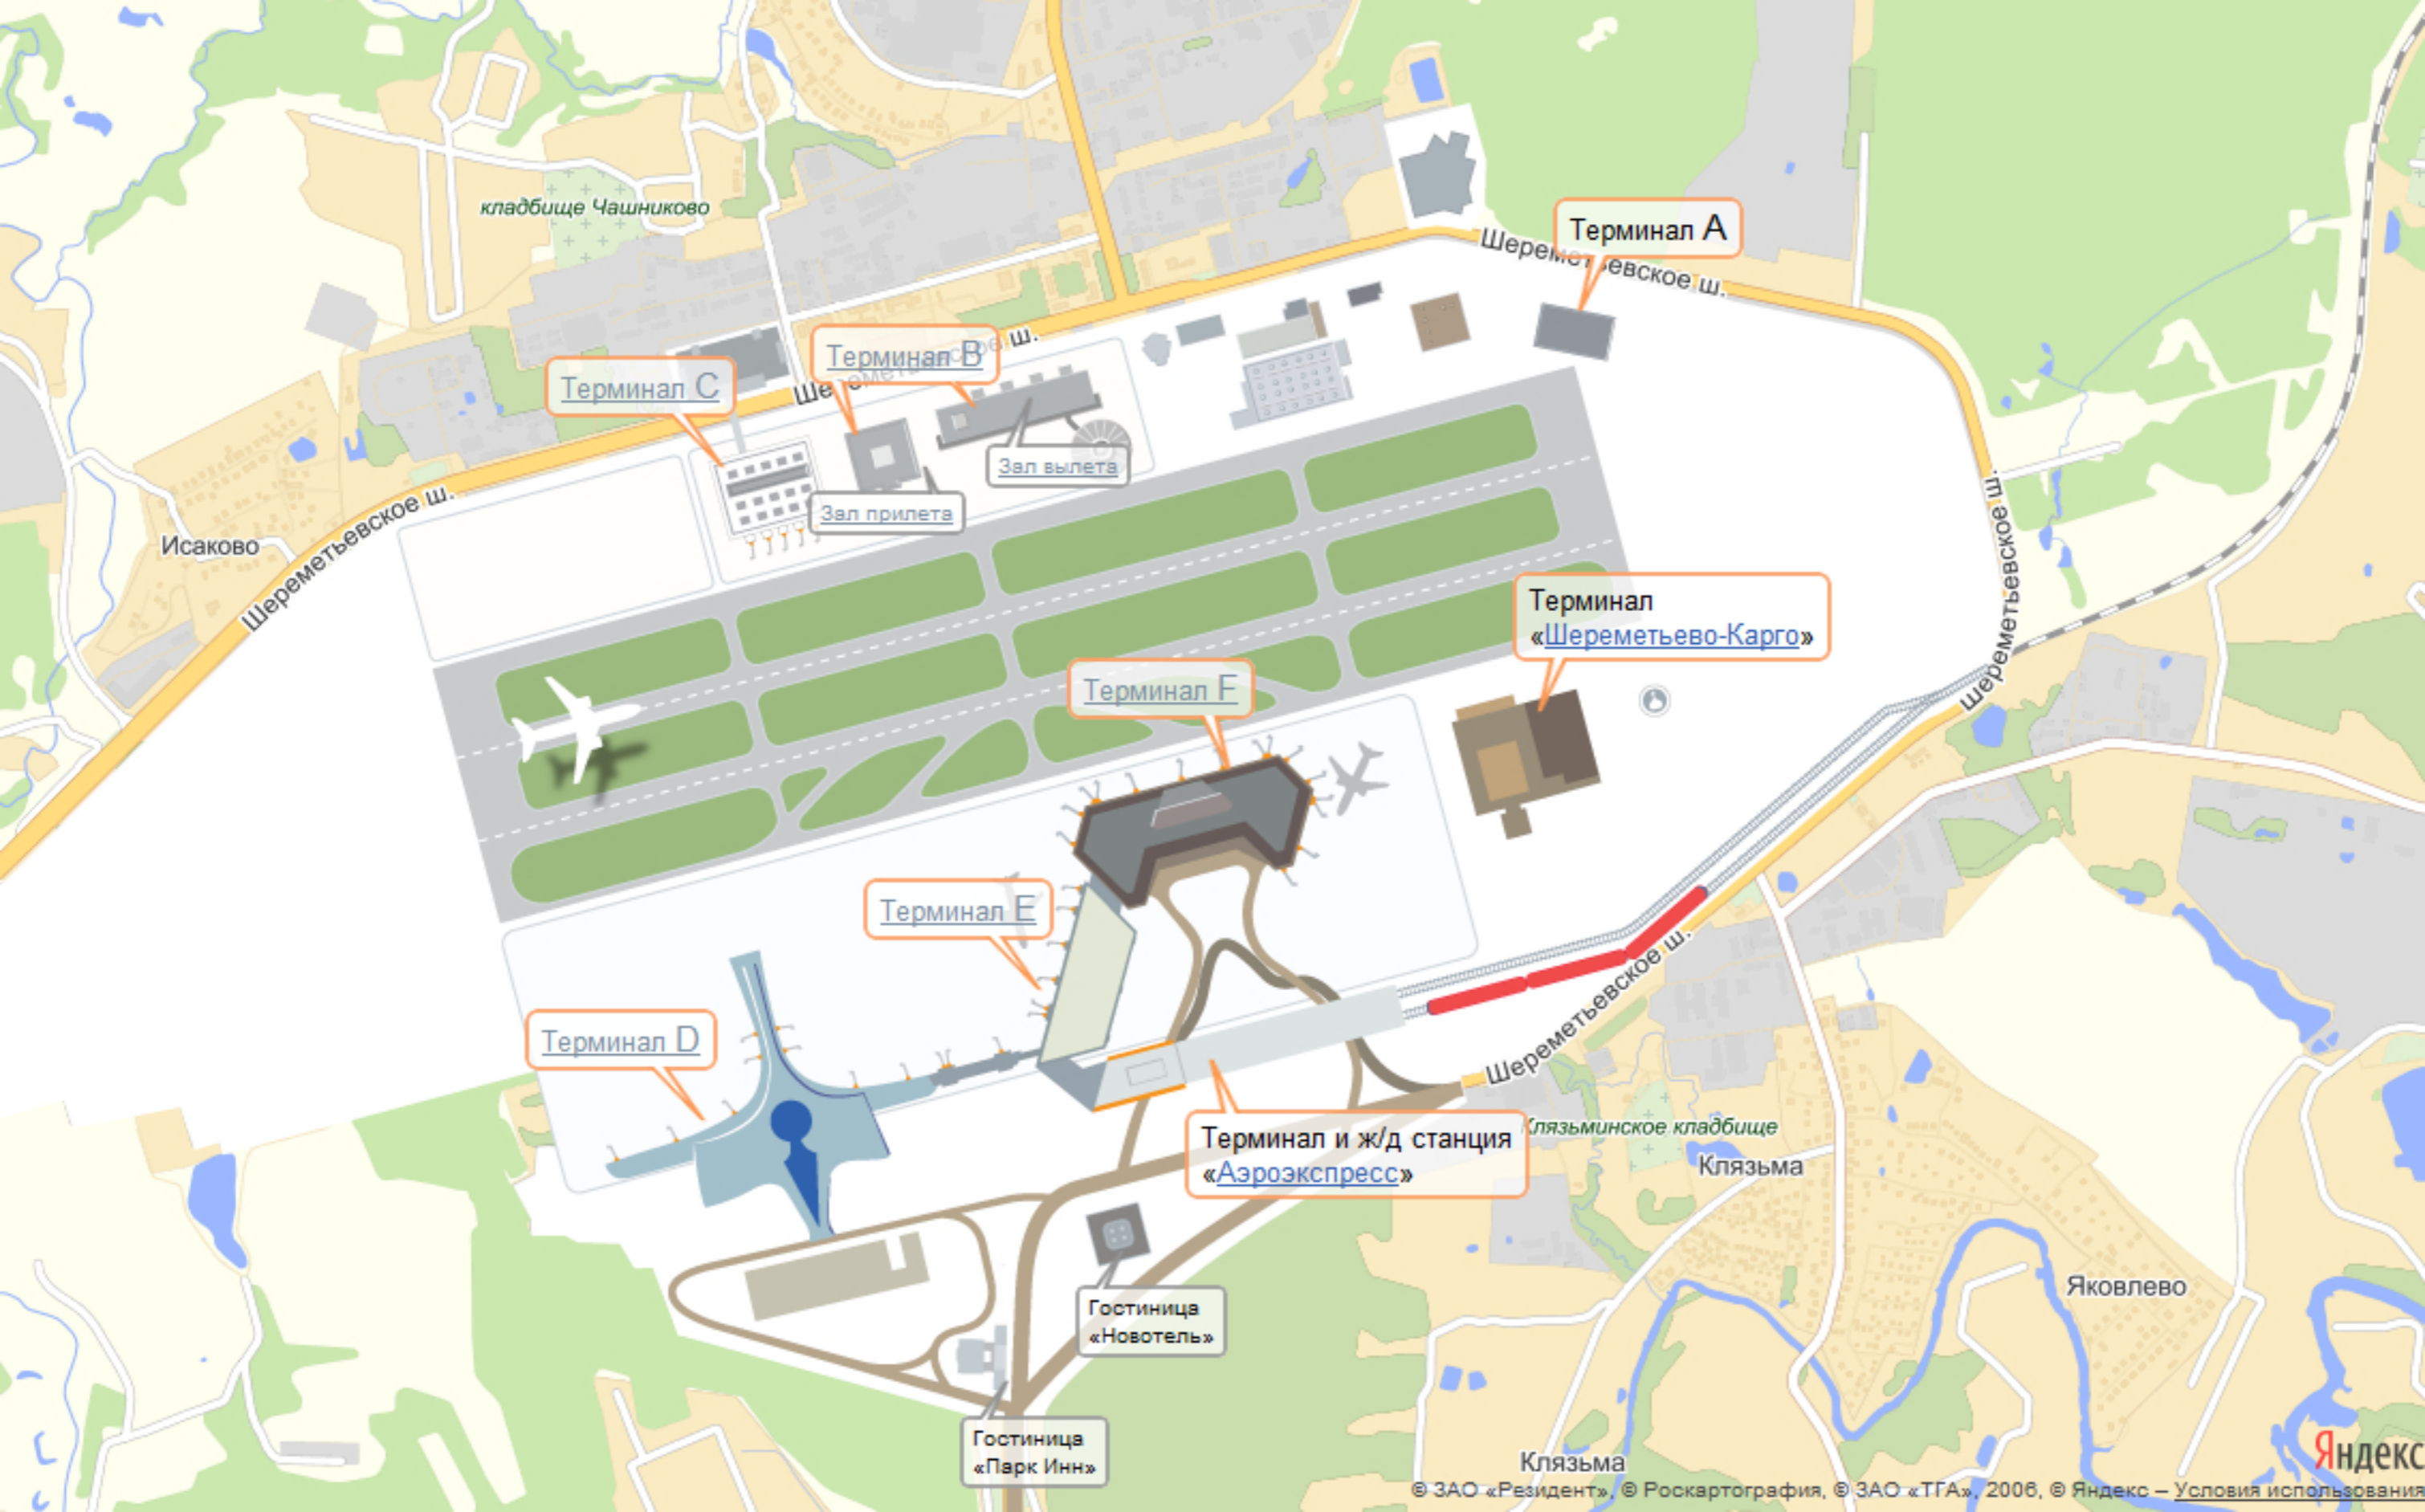 кладбище Чашниково
Терминал А
Шереметьевское ш.
Терминал B
Терминал C
Шереметьевское ш.
Зал вылета
Зал прилета
Шереметьевское ш.
Исаково
Шереметьевское ш.
Терминал
«Шереметьево-Карго»
Терминал F
Терминал E
Шереметьевское ш.
Терминал D
Терминал и ж/д станция
«Аэроэкспресс»
Клязьминское кладбище
Клязьма
Яковлево
Гостиница
«Новотель»
Гостиница
«Парк Инн»
Клязьма
Яндекс
© ЗАО «Резидент», © Роскартография, © ЗАО «ТГА», 2006, © Яндекс – Условия использования